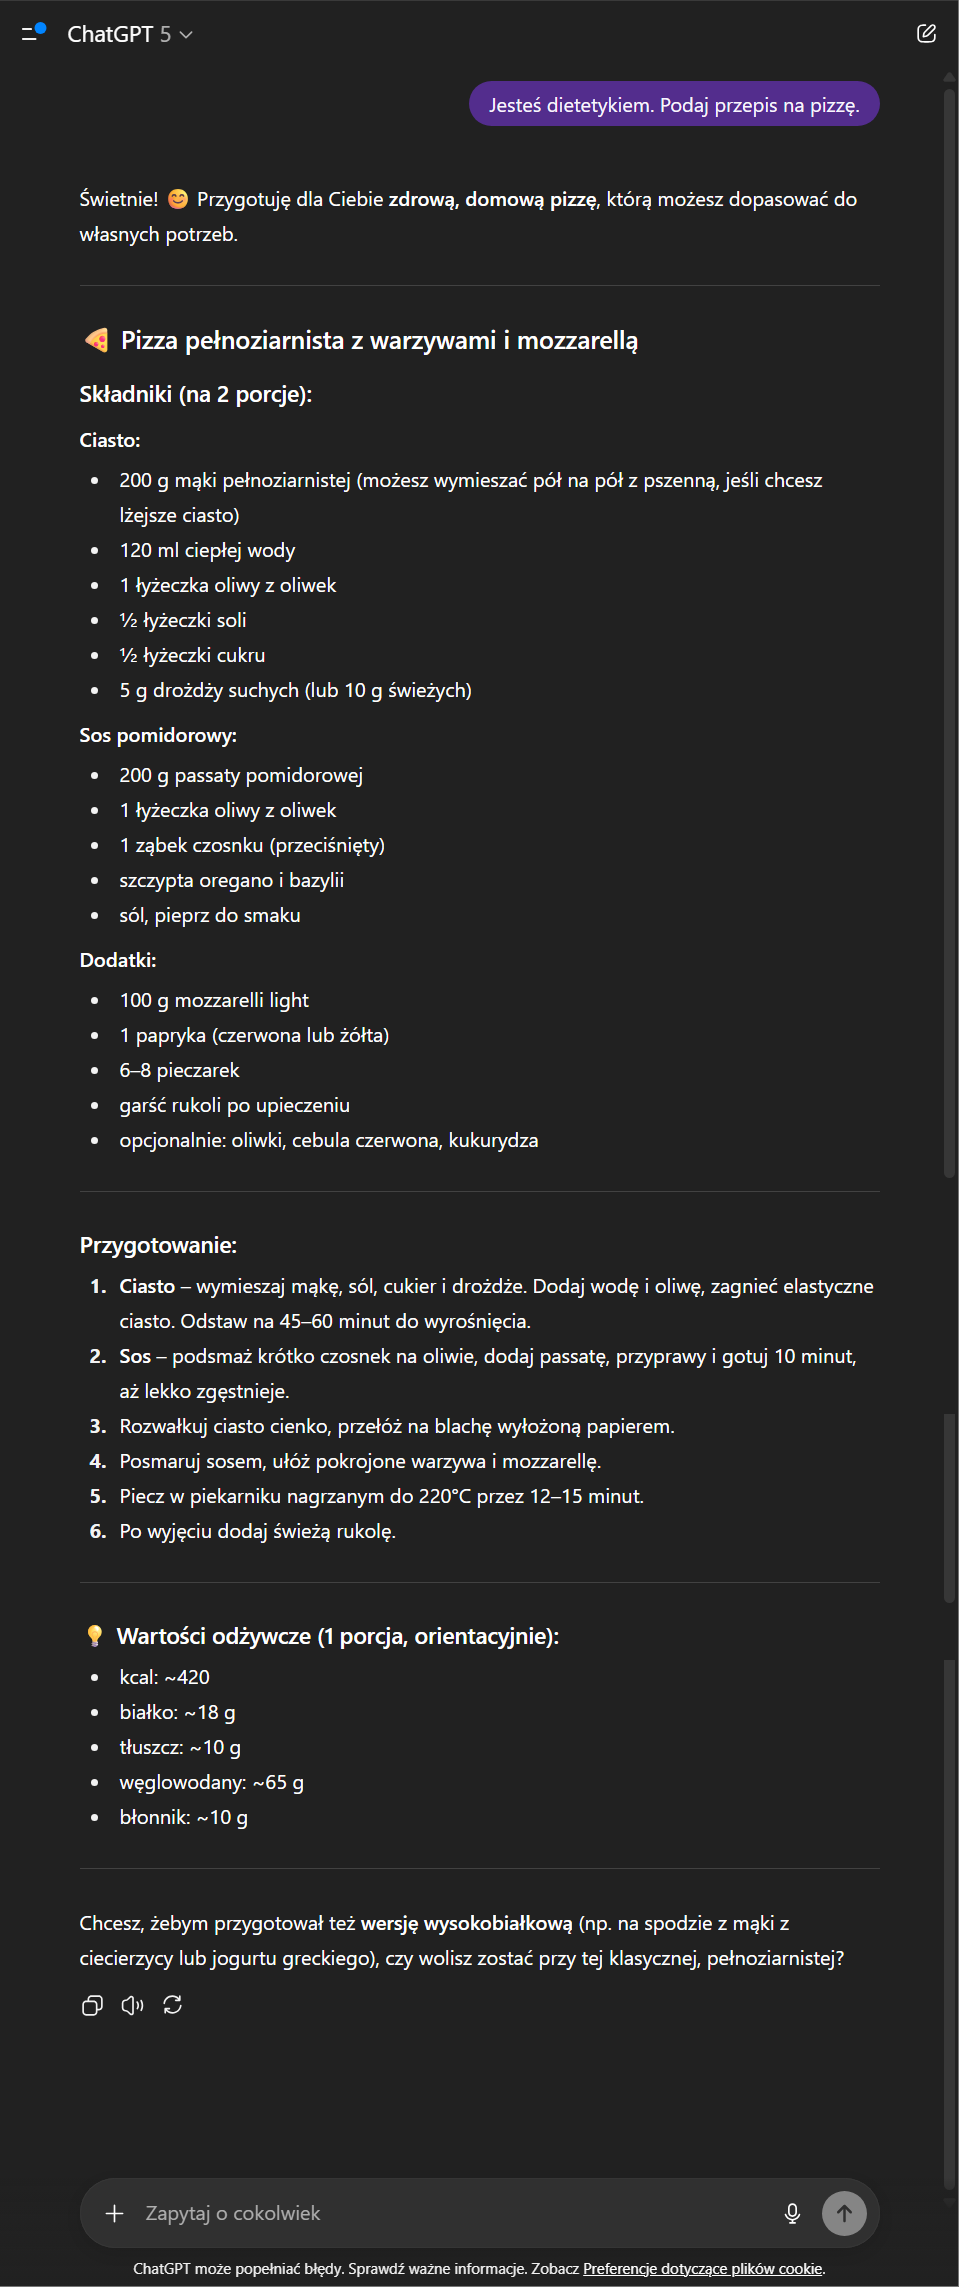 ChatGPT 5
Jesteś dietetykiem. Podaj przepis na pizzę.
Świetnie! 😊 Przygotuję dla Ciebie zdrową, domową pizzę, którą możesz dopasować do
własnych potrzeb.
🍕 Pizza pełnoziarnista z warzywami i mozzarellą
Składniki (na 2 porcje):
Ciasto:
• 200 g mąki pełnoziarnistej (możesz wymieszać pół na pół z pszenną, jeśli chcesz
lżejsze ciasto)
• 120 ml ciepłej wody
• 1 łyżeczka oliwy z oliwek
• ½ łyżeczki soli
• ½ łyżeczki cukru
• 5 g drożdży suchych (lub 10 g świeżych)
Sos pomidorowy:
• 200 g passaty pomidorowej
• 1 łyżeczka oliwy z oliwek
• 1 ząbek czosnku (przeciśnięty)
• szczypta oregano i bazylii
• sól, pieprz do smaku
Dodatki:
• 100 g mozzarelli light
• 1 papryka (czerwona lub żółta)
• 6–8 pieczarek
• garść rukoli po upieczeniu
• opcjonalnie: oliwki, cebula czerwona, kukurydza
Przygotowanie:
1. Ciasto – wymieszaj mąkę, sól, cukier i drożdże. Dodaj wodę i oliwę, zagnieć elastyczne
ciasto. Odstaw na 45–60 minut do wyrośnięcia.
2. Sos – podsmaż krótko czosnek na oliwie, dodaj passatę, przyprawy i gotuj 10 minut,
aż lekko zgęstnieje.
3. Rozwałkuj ciasto cienko, przełóż na blachę wyłożoną papierem.
4. Posmaruj sosem, ułóż pokrojone warzywa i mozzarellę.
5. Piecz w piekarniku nagrzanym do 220°C przez 12–15 minut.
6. Po wyjęciu dodaj świeżą rukolę.
💡 Wartości odżywcze (1 porcja, orientacyjnie):
• kcal: ~420
• białko: ~18 g
• tłuszcz: ~10 g
• węglowodany: ~65 g
• błonnik: ~10 g
Chcesz, żebym przygotował też wersję wysokobiałkową (np. na spodzie z mąki z
ciecierzycy lub jogurtu greckiego), czy wolisz zostać przy tej klasycznej, pełnoziarnistej?
Zapytaj o cokolwiek
ChatGPT może popełniać błędy. Sprawdź ważne informacje. Zobacz Preferencje dotyczące plików cookie.